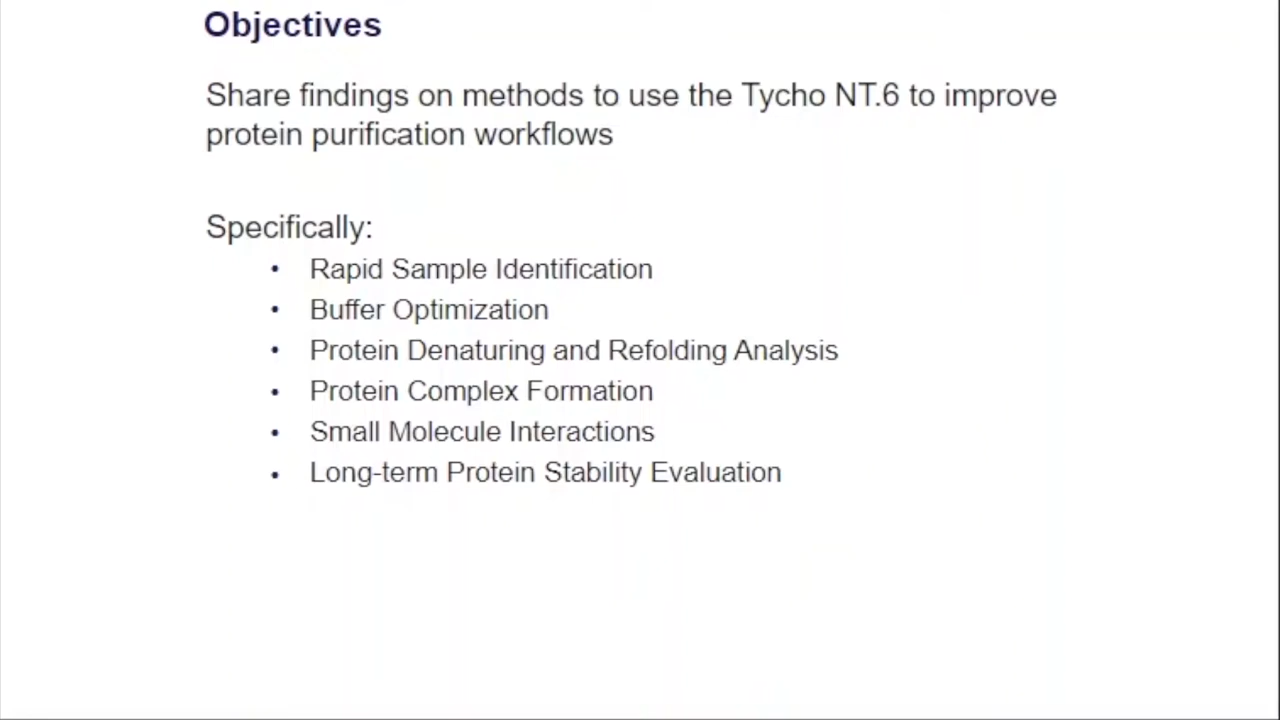 Objectives
Share findings on methods to use the Tycho NT.6 to improve
protein purification workflows
Specifically:
• Rapid Sample Identification
• Buffer Optimization
• Protein Denaturing and Refolding Analysis
• Protein Complex Formation
• Small Molecule Interactions
• Long-term Protein Stability Evaluation